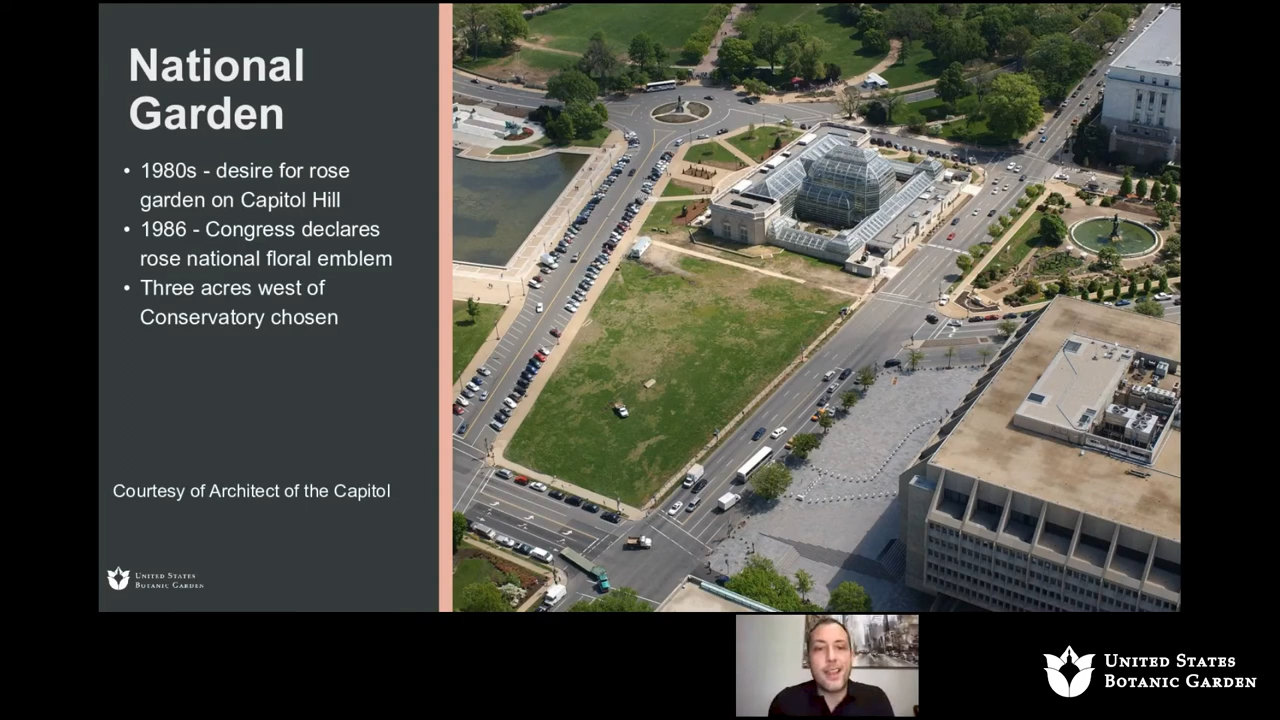 National
Garden
• 1980s - desire for rose
garden on Capitol Hill
• 1986 - Congress declares
rose national floral emblem
• Three acres west of
Conservatory chosen
Courtesy of Architect of the Capitol
UNITED STATES
BOTANIC GARDEN
UNITED STATES
BOTANIC GARDEN